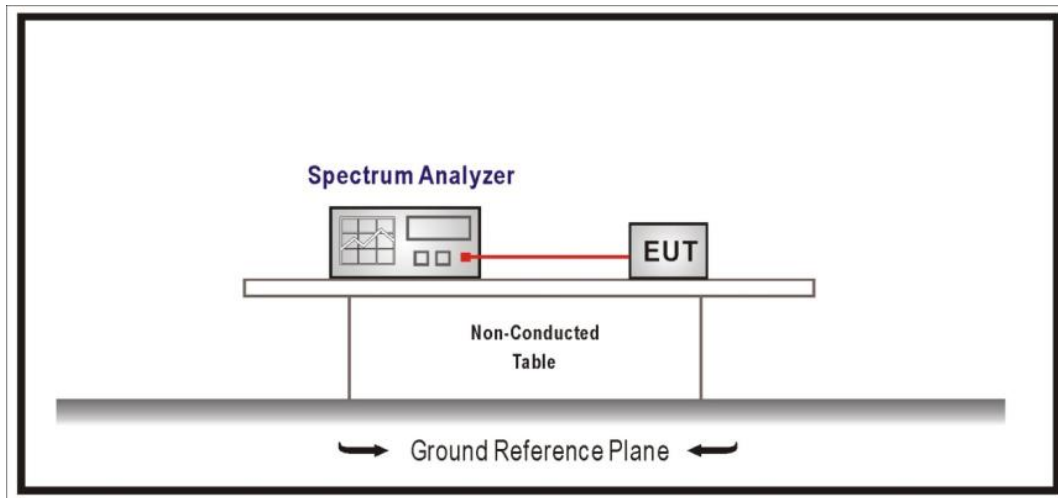 Spectrum Analyzer
EUT
Non-Conducted
Table
Ground Reference Plane